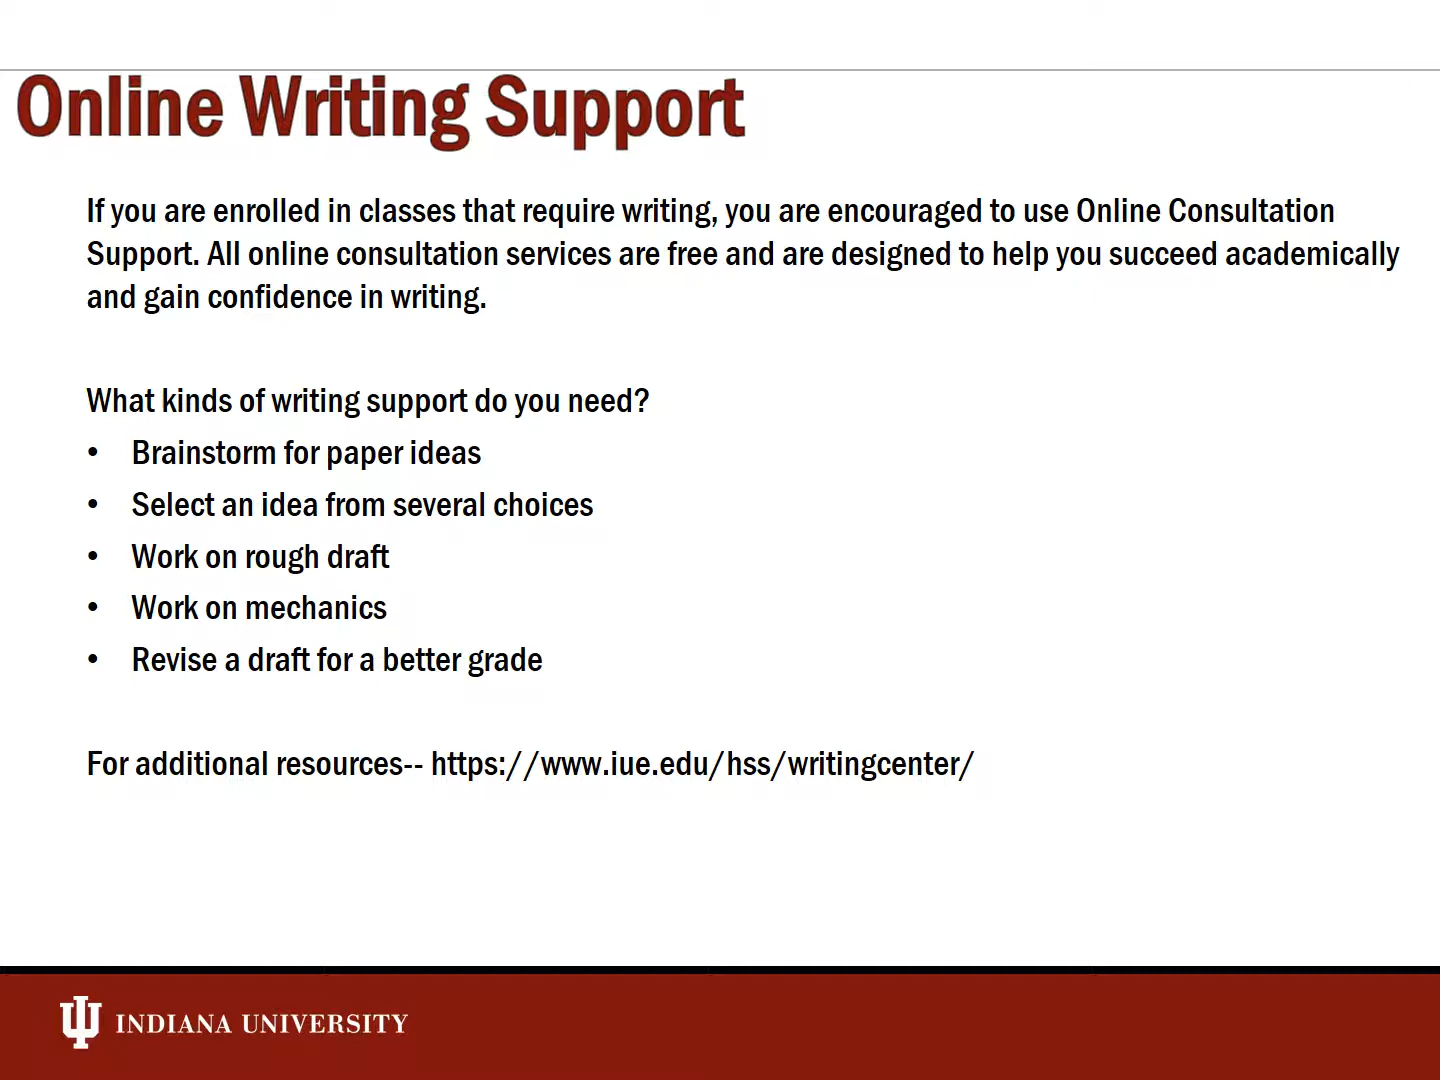 Online Writing Support
If you are enrolled in classes that require writing, you are encouraged to use Online Consultation
Support. All online consultation services are free and are designed to help you succeed academically
and gain confidence in writing.
What kinds of writing support do you need?
• Brainstorm for paper ideas
• Select an idea from several choices
• Work on rough draft
• Work on mechanics
• Revise a draft for a better grade
For additional resources-- https://www.iue.edu/hss/writingcenter/
INDIANA UNIVERSITY